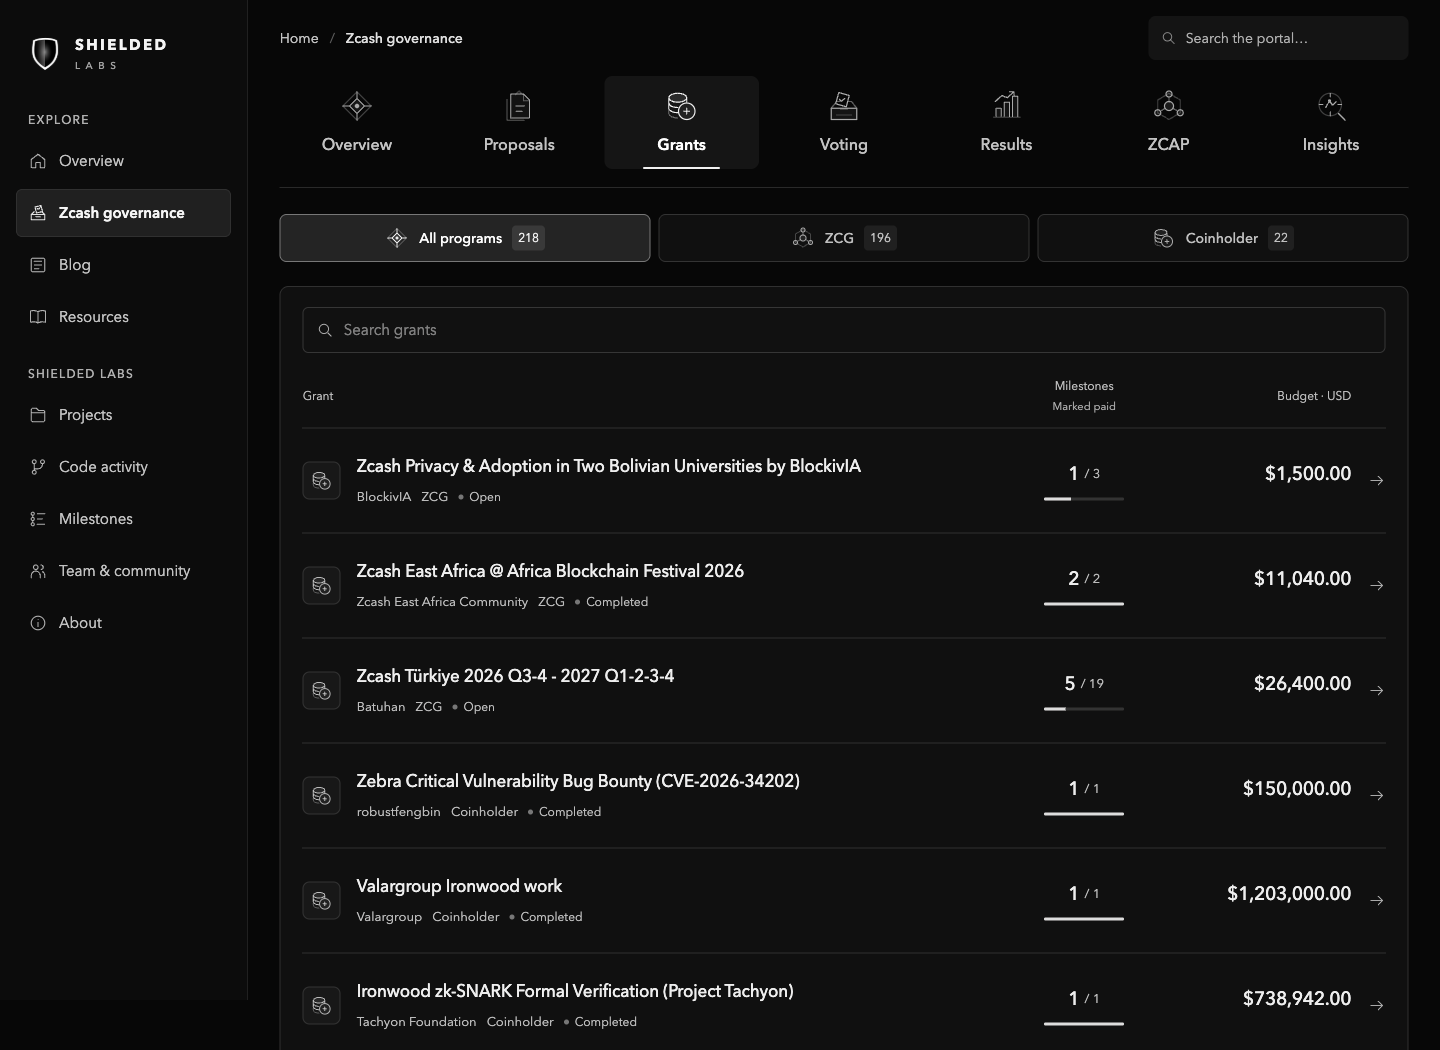 SHIELDED
LABS
EXPLORE
Overview
Zcash governance
Blog
Resources
SHIELDED LABS
Projects
Code activity
Milestones
Team & community
About
Home / Zcash governance
Search the portal...
Overview
Proposals
Grants
Voting
Results
ZCAP
Insights
All programs 218
ZCG 196
Coinholder 22
Search grants
Grant
Milestones
Marked paid
Budget · USD
Zcash Privacy & Adoption in Two Bolivian Universities by BlockivIA
BlockivIA ZCG • Open
1 / 3
$1,500.00 →
Zcash East Africa @ Africa Blockchain Festival 2026
Zcash East Africa Community ZCG • Completed
2 / 2
$11,040.00 →
Zcash Türkiye 2026 Q3-4 - 2027 Q1-2-3-4
Batuhan ZCG • Open
5 / 19
$26,400.00 →
Zebra Critical Vulnerability Bug Bounty (CVE-2026-34202)
robustfengbin Coinholder • Completed
1 / 1
$150,000.00 →
Valargroup Ironwood work
Valargroup Coinholder • Completed
1 / 1
$1,203,000.00 →
Ironwood zk-SNARK Formal Verification (Project Tachyon)
Tachyon Foundation Coinholder • Completed
1 / 1
$738,942.00 →